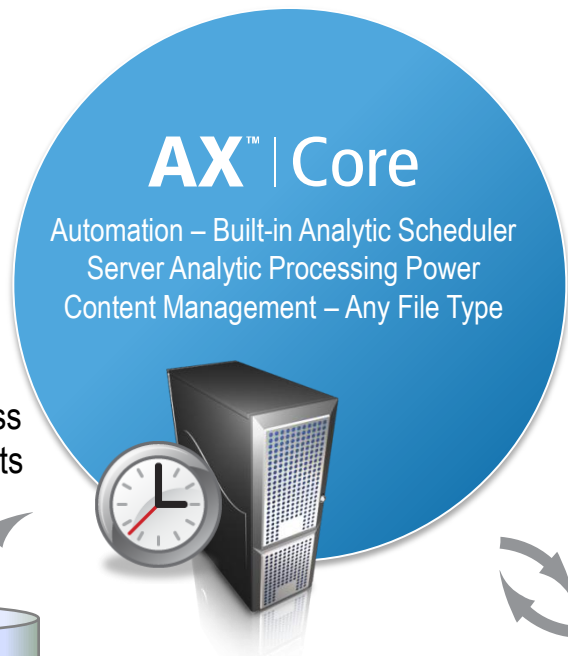 AX™ | Core
Automation – Built-in Analytic Scheduler
Server Analytic Processing Power
Content Management – Any File Type